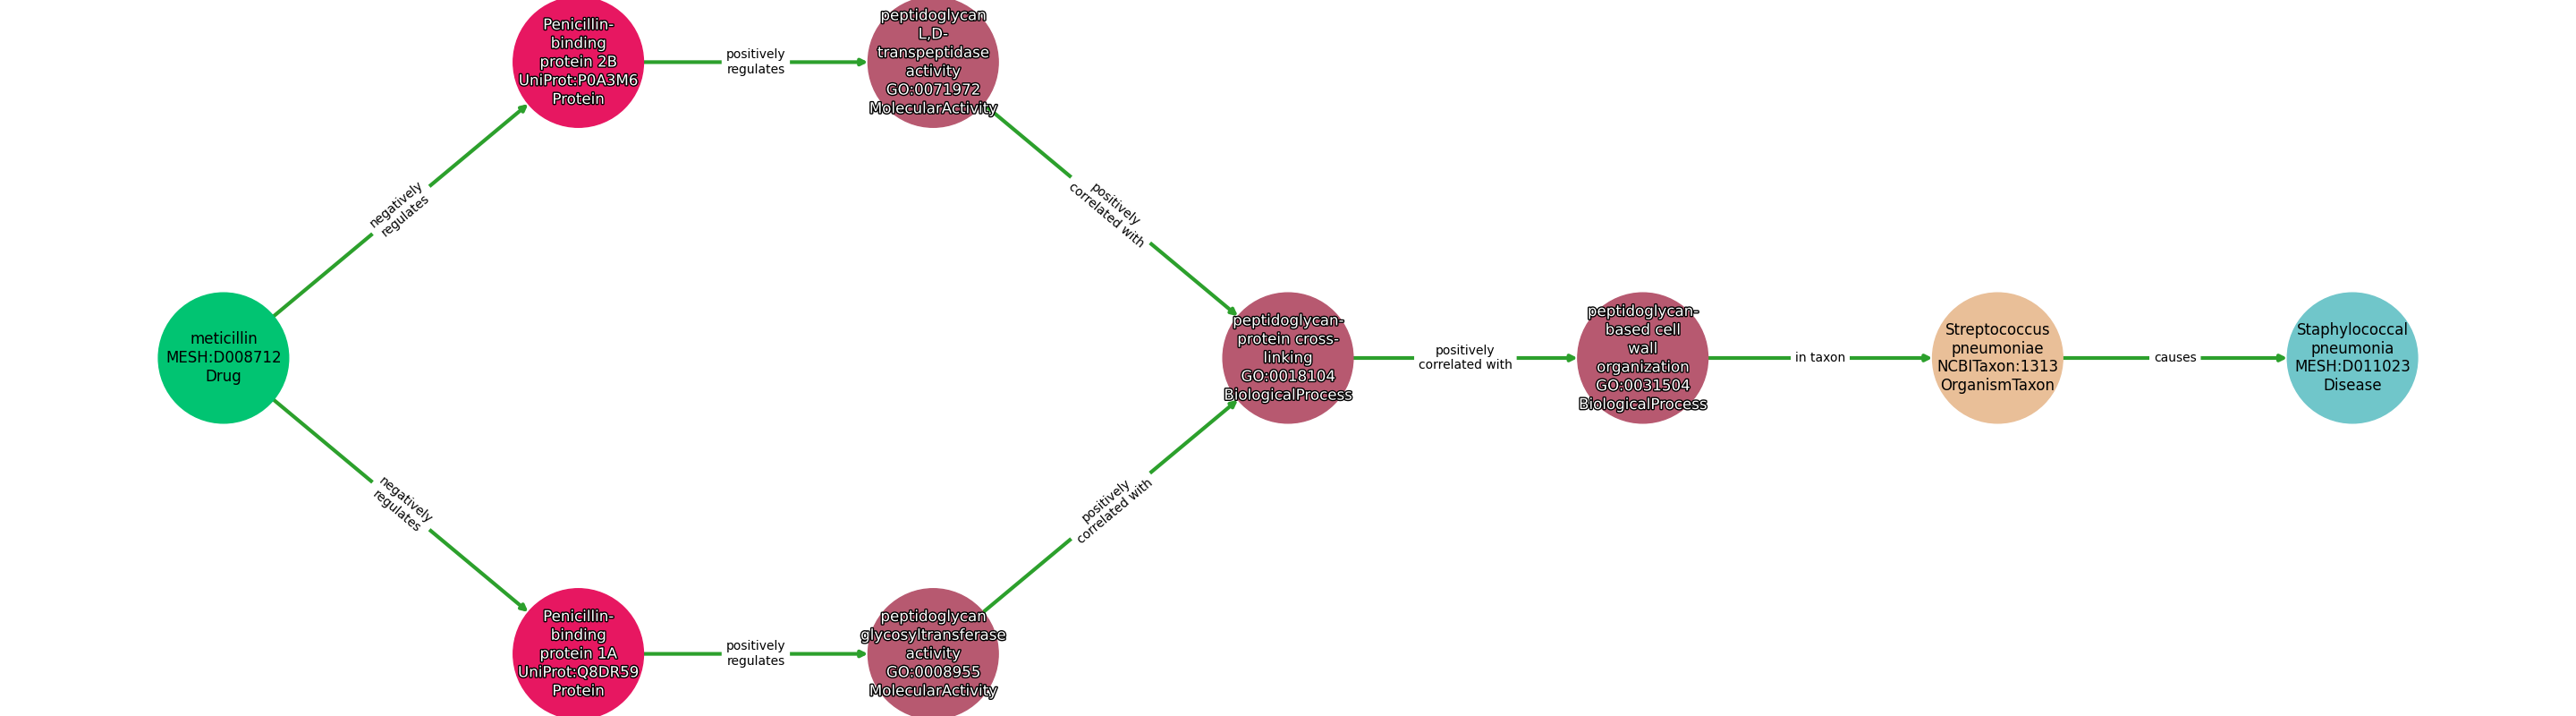 Penicillin-
binding
protein 2B
UniProt:P0A3M6
Protein
positively
regulates
peptidoglycan
L,D-
transpeptidase
activity
GO:0071972
MolecularActivity
negatively
regulates
positively
correlated with
meticillin
MESH:D008712
Drug
peptidoglycan-
protein cross-
linking
GO:0018104
BiologicalProcess
positively
correlated with
peptidoglycan-
based cell
wall
organization
GO:0031504
BiologicalProcess
in taxon
Streptococcus
pneumoniae
NCBITaxon:1313
OrganismTaxon
causes
Staphylococcal
pneumonia
MESH:D011023
Disease
negatively
regulates
positively
correlated with
Penicillin-
binding
protein 1A
UniProt:Q8DR59
Protein
positively
regulates
peptidoglycan
glycosyltransferase
activity
GO:0008955
MolecularActivity